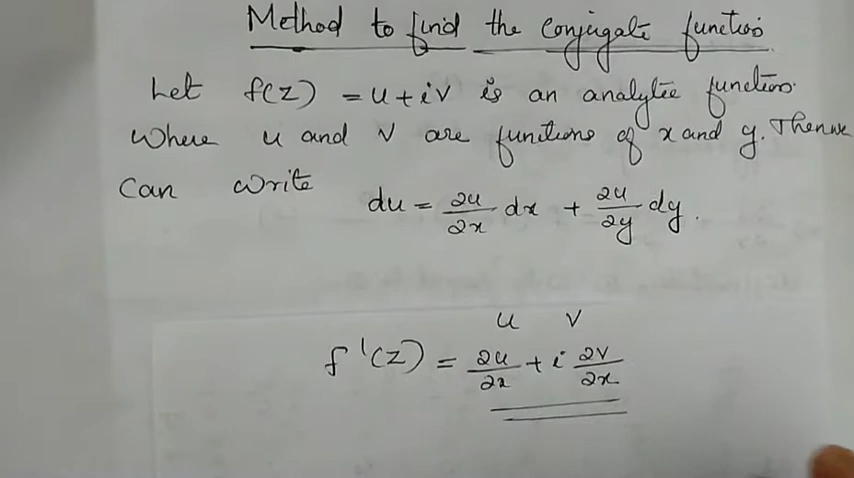 Method to find the conjugate function
Let f(z) = u + iv is an analytic function.
Where u and v are functions of x and y. Then we
Can write du = ∂u/∂x dx + ∂u/∂y dy.
u v
f'(z) = ∂u/∂x + i ∂v/∂x